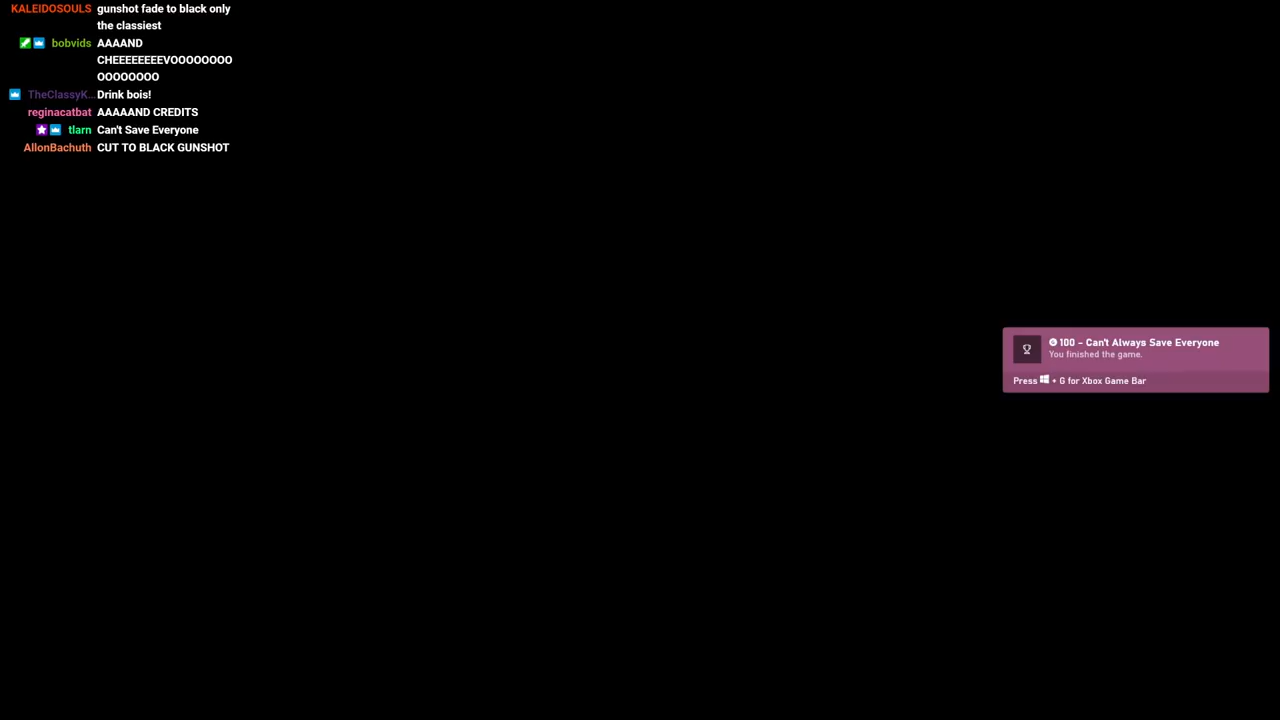 KALEIDOSOULS gunshot fade to black only
the classiest
bobvids AAAAND
CHEEEEEEEEVOOOOOOOO
OOOOOOOO
TheClassyK... Drink bois!
reginacatbat AAAAAND CREDITS
tlarn Can't Save Everyone
AllonBachuth CUT TO BLACK GUNSHOT
G 100 - Can't Always Save Everyone
You finished the game.
Press + G for Xbox Game Bar